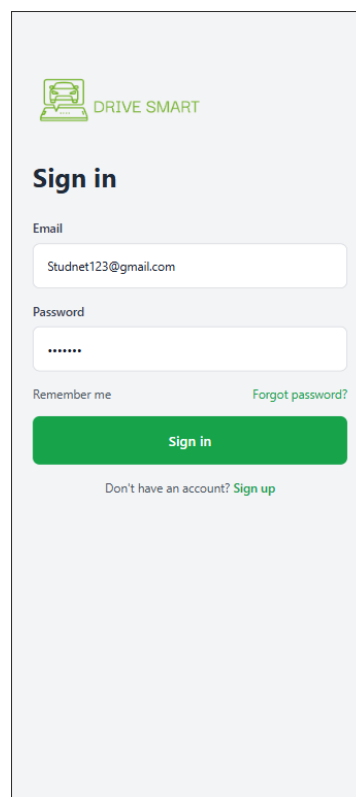 DRIVE SMART
Sign in
Email
Studnet123@gmail.com
Password
•••••••
Remember me Forgot password?
Sign in
Don't have an account? Sign up